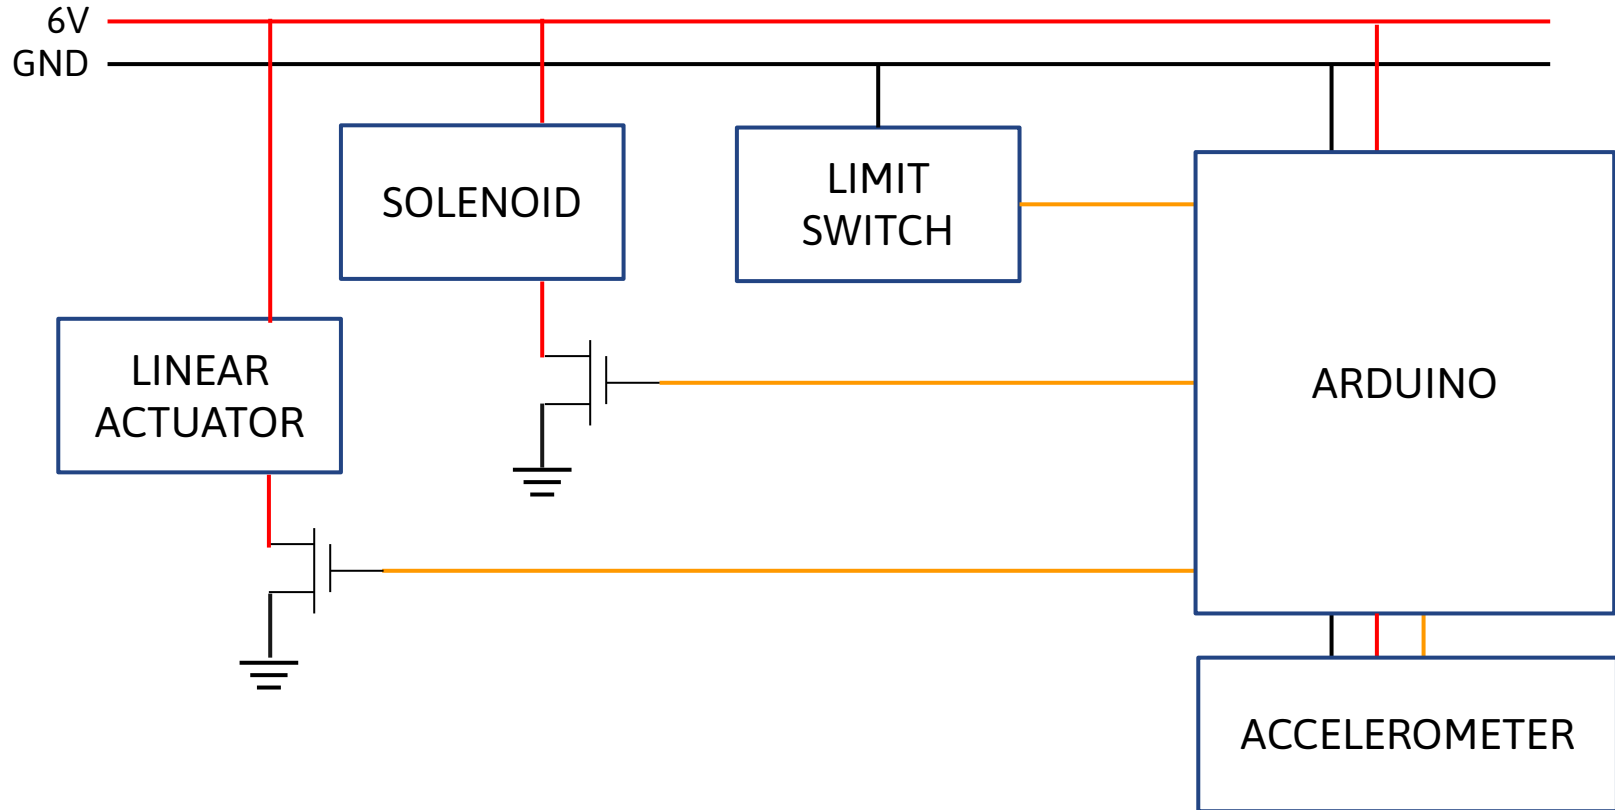 6V
GND
SOLENOID
LIMIT
SWITCH
LINEAR
ACTUATOR
ARDUINO
ACCELEROMETER